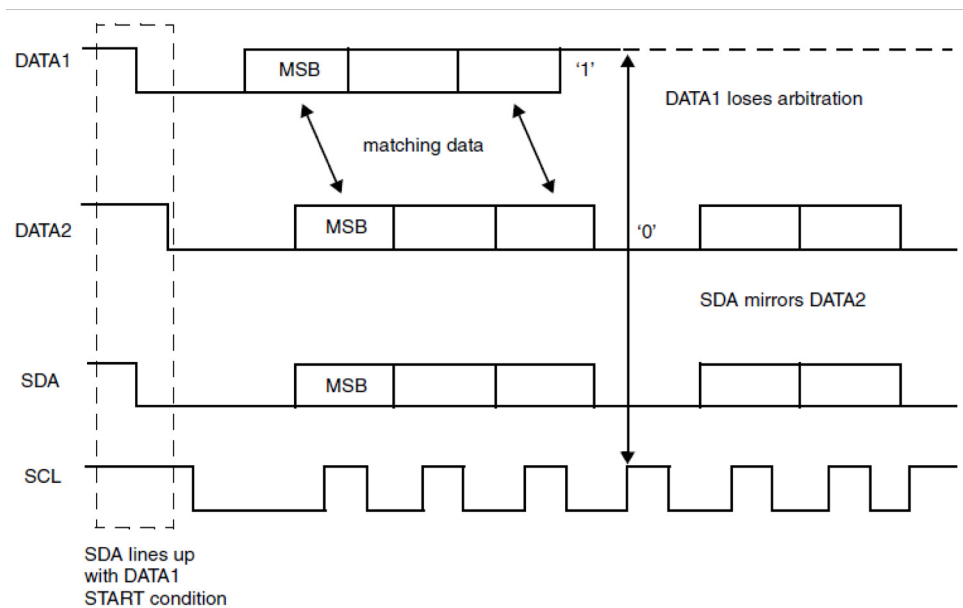 DATA1
MSB
‘1’
DATA1 loses arbitration
matching data
DATA2
MSB
‘0’
SDA mirrors DATA2
SDA
MSB
SCL
SDA lines up
with DATA1
START condition